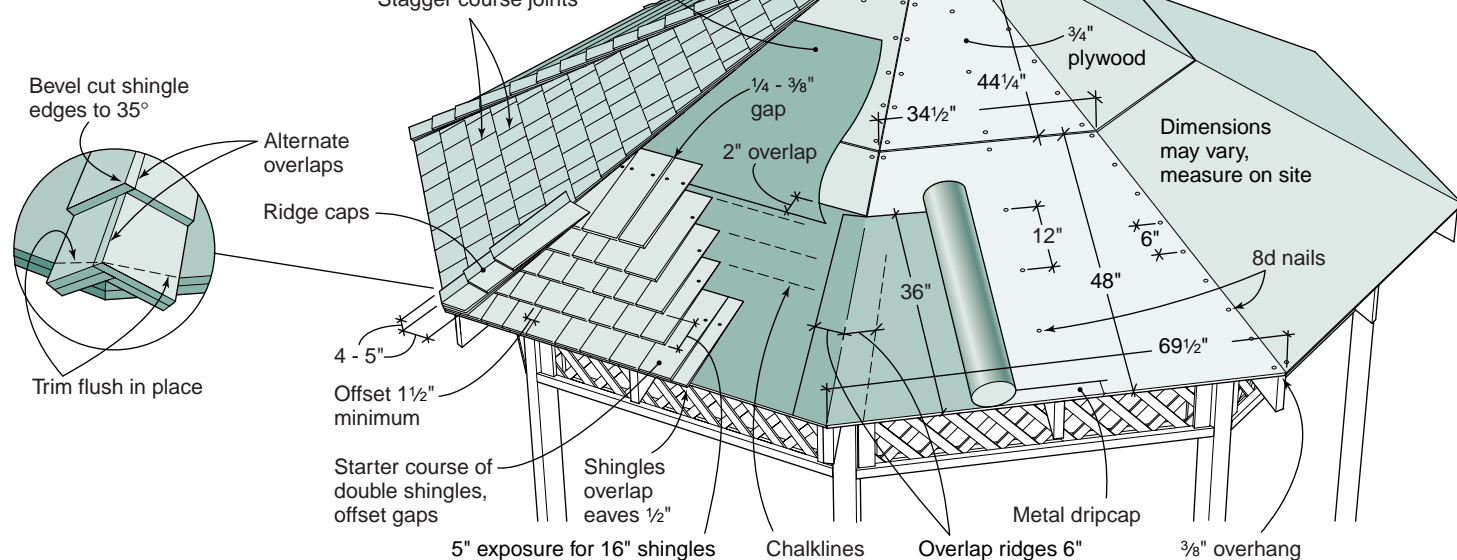 Stagger course joints
Bevel cut shingle
edges to 35°
Alternate
overlaps
Ridge caps
Trim flush in place
4 - 5"
Offset 1½"
minimum
Starter course of
double shingles,
offset gaps
Shingles
overlap
eaves ½"
5" exposure for 16" shingles
Chalklines
Overlap ridges 6"
Metal dripcap
⅜" overhang
¼ - ⅜"
gap
2" overlap
¾"
plywood
44¼"
34½"
Dimensions
may vary,
measure on site
12"
6"
8d nails
36"
48"
69½"